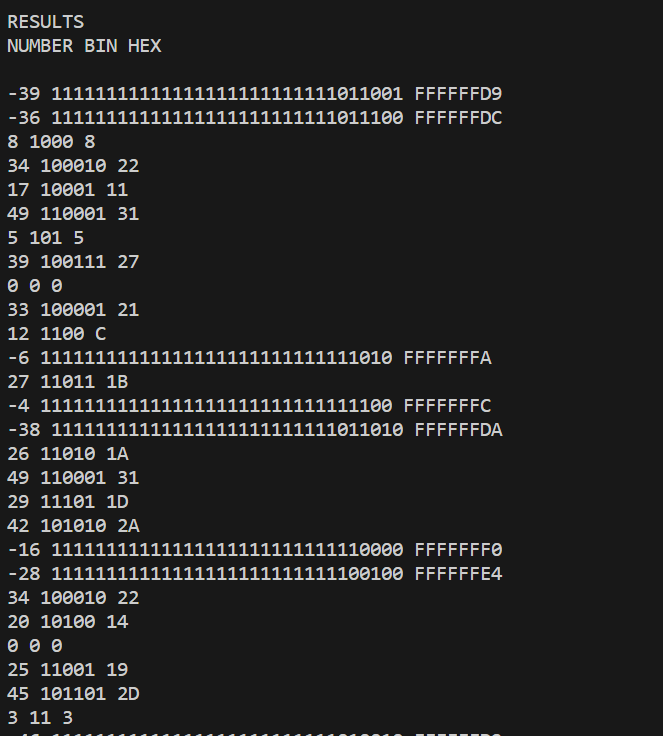 RESULTS
NUMBER BIN HEX
-39 11111111111111111111111111011001 FFFFFFD9
-36 11111111111111111111111111011100 FFFFFFDC
8 1000 8
34 100010 22
17 10001 11
49 110001 31
5 101 5
39 100111 27
0 0 0
33 100001 21
12 1100 C
-6 11111111111111111111111111111010 FFFFFFFA
27 11011 1B
-4 11111111111111111111111111111100 FFFFFFFC
-38 11111111111111111111111111011010 FFFFFFDA
26 11010 1A
49 110001 31
29 11101 1D
42 101010 2A
-16 11111111111111111111111111110000 FFFFFFF0
-28 11111111111111111111111111100100 FFFFFFE4
34 100010 22
20 10100 14
0 0 0
25 11001 19
45 101101 2D
3 11 3